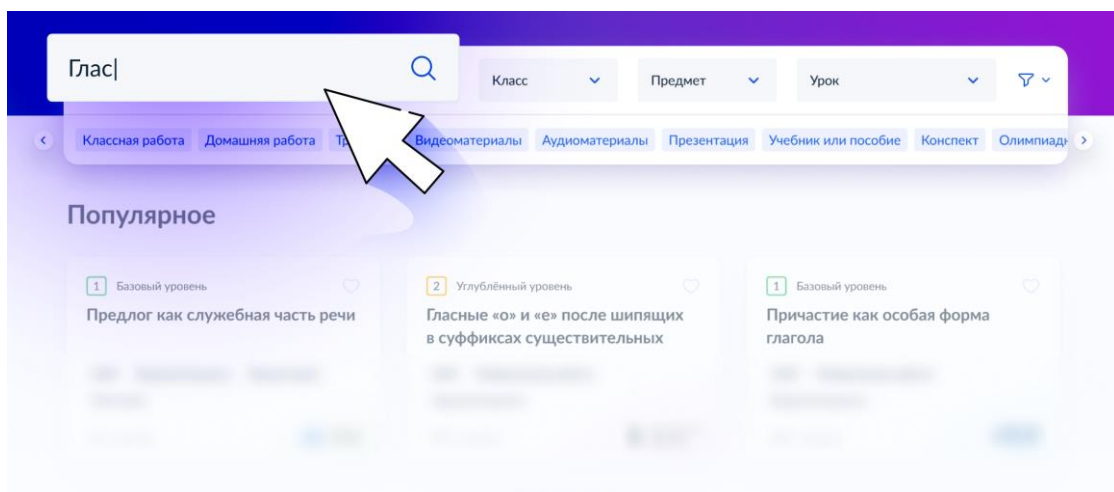 Глас
Класс
Предмет
Урок
Классная работа Домашняя работа Видеоматериалы Аудиоматериалы Презентация Учебник или пособие Конспект
Популярное
1 Базовый уровень
Предлог как служебная часть речи
2 Углублённый уровень
Гласные «о» и «е» после шипящих
в суффиксах существительных
1 Базовый уровень
Причастие как особая форма
глагола